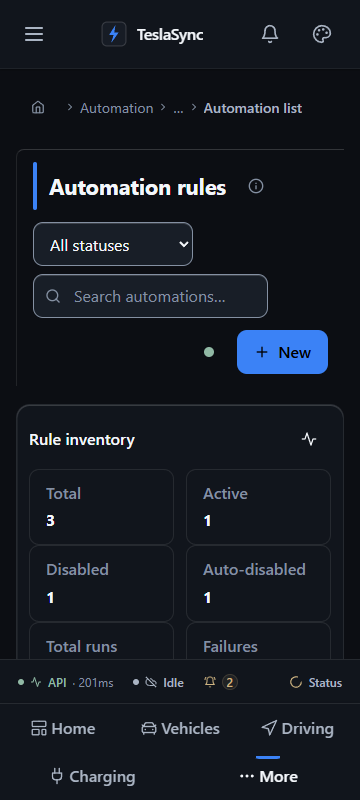 TeslaSync
Automation ... Automation list
Automation rules
All statuses
Search automations...
New
Rule inventory
Total Active
3 1
Disabled Auto-disabled
1 1
Total runs Failures
API · 201ms Idle 2 Status
Home Vehicles Driving
Charging More